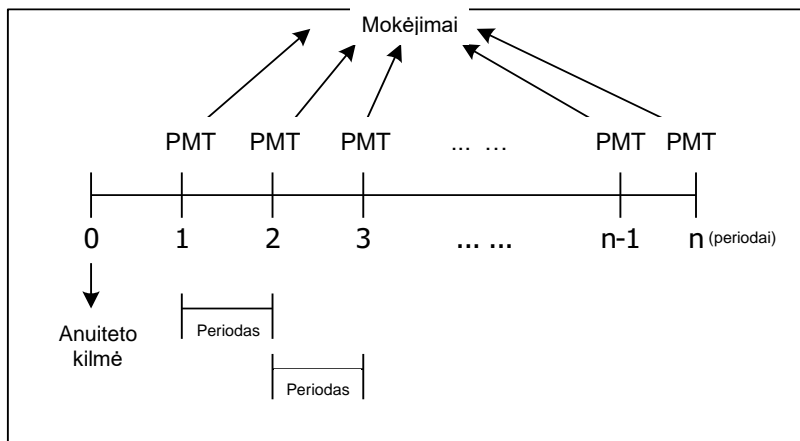 Mokėjimai
PMT PMT PMT ... ... PMT PMT
0 1 2 3 ... ... n-1 n (periodai)
Anuiteto
kilmė
Periodas
Periodas